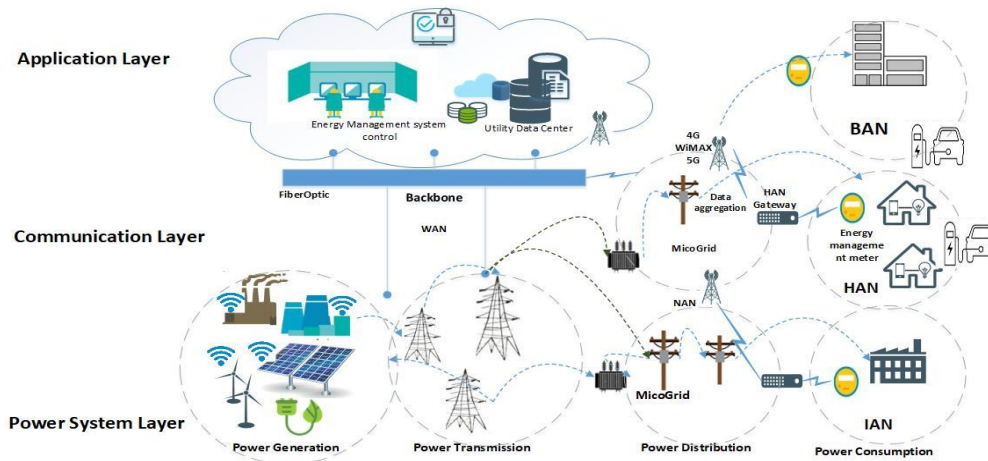 Application Layer
Energy Management system
control
Utility Data Center
4G
WiMAX
5G
BAN
FiberOptic
Backbone
Data
aggregation
HAN
Gateway
Communication Layer
WAN
MicoGrid
Energy
manageme
nt meter
HAN
NAN
MicoGrid
Power System Layer
IAN
Power Generation
Power Transmission
Power Distribution
Power Consumption